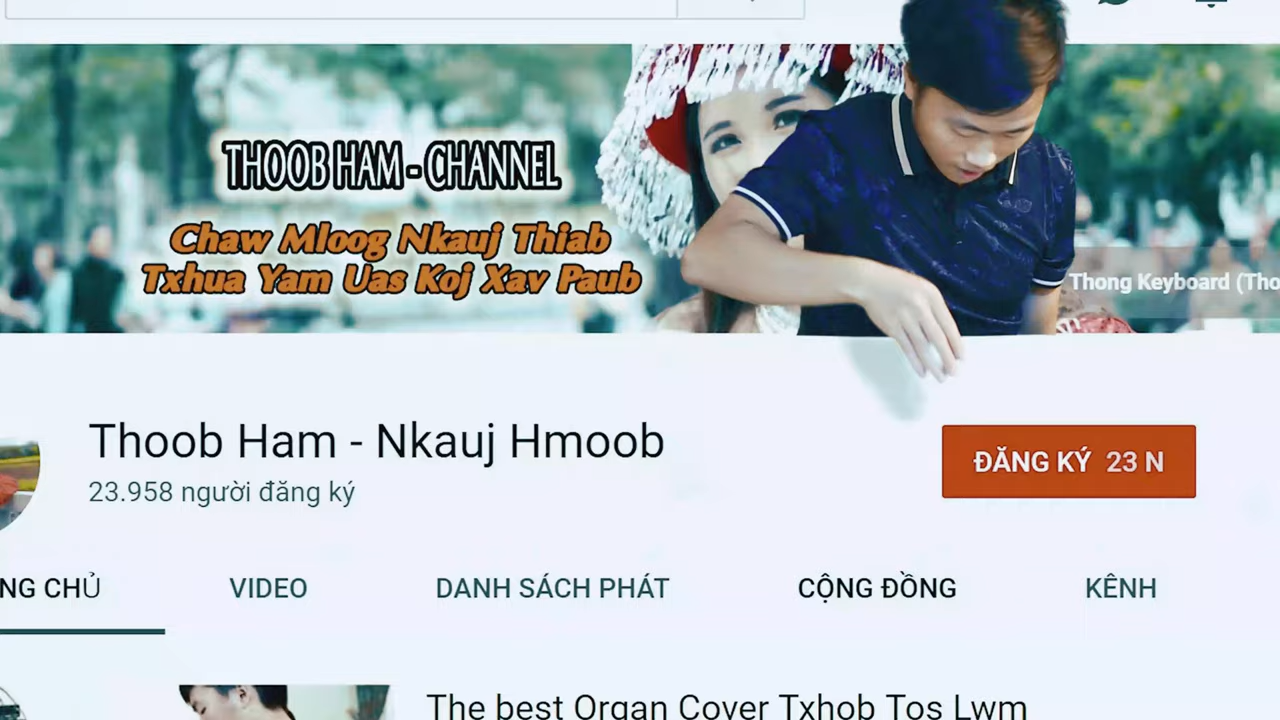 THOOB HAM - CHANNEL
Chaw Mloog Nkauj Thiab
Txhua Yam Uas Koj Xav Paub
Thong Keyboard (Tho
Thoob Ham - Nkauj Hmoob
23.958 người đăng ký
ĐĂNG KÝ 23 N
NG CHỦ
VIDEO
DANH SÁCH PHÁT
CỘNG ĐỒNG
KÊNH
The best Organ Cover Txhob Tos Lwm